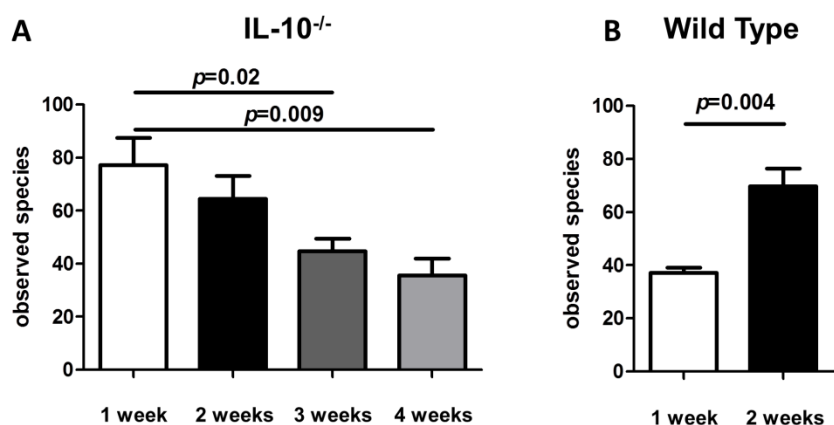 A
IL-10-/-
p=0.02
p=0.009
observed species
100
80
60
40
20
0
1 week 2 weeks 3 weeks 4 weeks
B
Wild Type
p=0.004
observed species
100
80
60
40
20
0
1 week 2 weeks